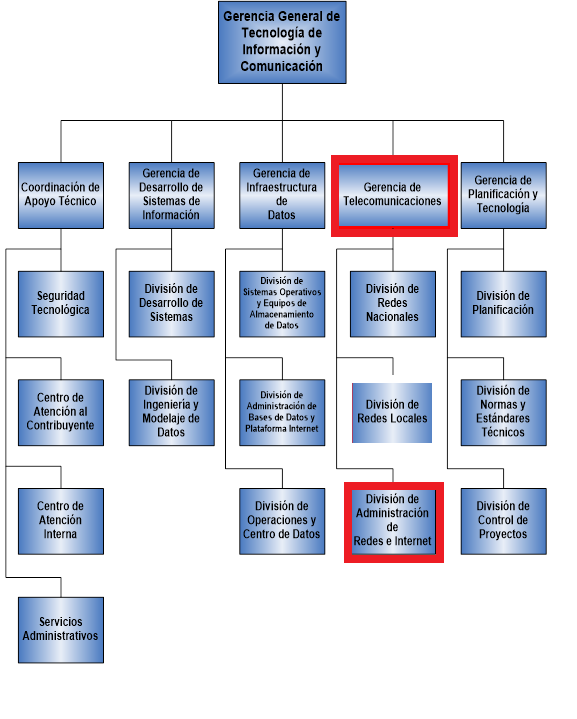 Gerencia General de
Tecnología de
Información y
Comunicación
Coordinación de
Apoyo Técnico
Gerencia de
Desarrollo de
Sistemas de
Información
Gerencia de
Infraestructura
de
Datos
Gerencia de
Telecomunicaciones
Gerencia de
Planificación y
Tecnología
Seguridad
Tecnológica
División de
Desarrollo de
Sistemas
División de
Sistemas Operativos
y Equipos de
Almacenamiento
de Datos
División de
Redes
Nacionales
División de
Planificación
Centro de
Atención al
Contribuyente
División de
Ingeniería y
Modelaje de
Datos
División de
Administración de
Bases de Datos y
Plataforma Internet
División de
Redes Locales
División de
Normas y
Estándares
Técnicos
Centro de
Atención
Interna
División de
Operaciones y
Centro de Datos
División de
Administración
de
Redes e Internet
División de
Control de
Proyectos
Servicios
Administrativos